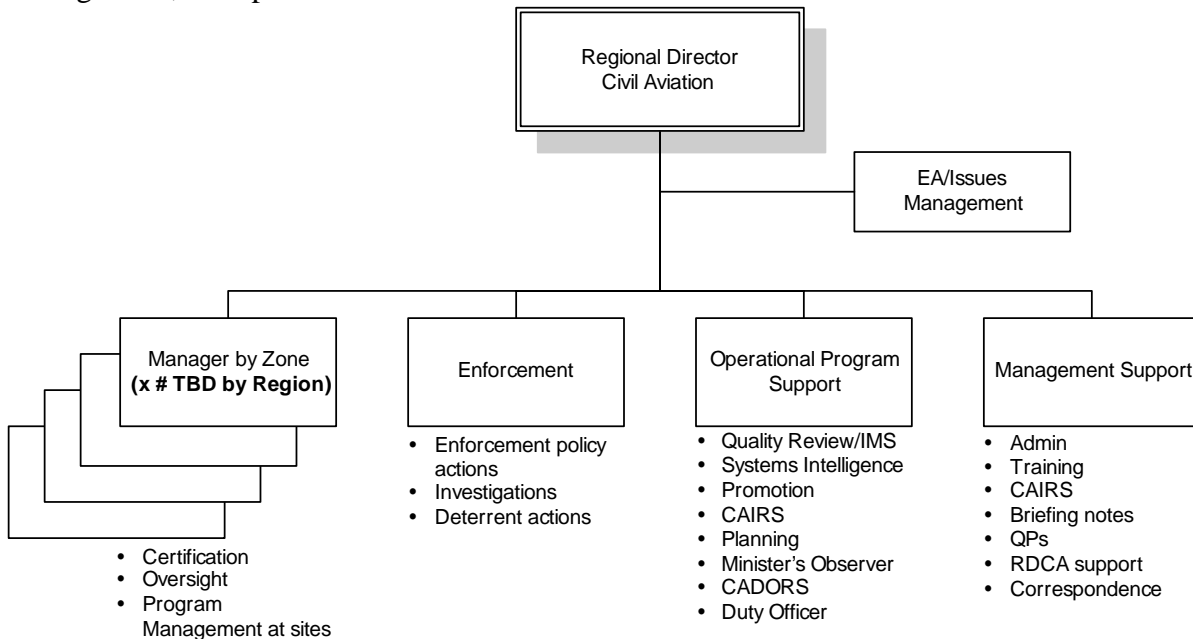 Regional Director
Civil Aviation
EA/Issues
Management
Manager by Zone
(x # TBD by Region)
• Certification
• Oversight
• Program
Management at sites
Enforcement
• Enforcement policy
actions
• Investigations
• Deterrent actions
Operational Program
Support
• Quality Review/IMS
• Systems Intelligence
• Promotion
• CAIRS
• Planning
• Minister's Observer
• CADORS
• Duty Officer
Management Support
• Admin
• Training
• CAIRS
• Briefing notes
• QPs
• RDCA support
• Correspondence